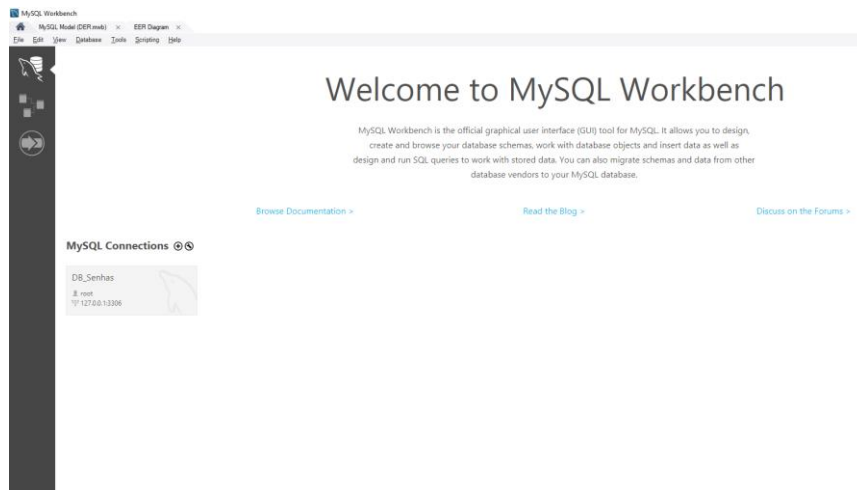 MySQL Workbench
MySQL Model (DER.mwb) × EER Diagram ×
File Edit View Database Tools Scripting Help
Welcome to MySQL Workbench
MySQL Workbench is the official graphical user interface (GUI) tool for MySQL. It allows you to design,
create and browse your database schemas, work with database objects and insert data as well as
design and run SQL queries to work with stored data. You can also migrate schemas and data from other
database vendors to your MySQL database.
Browse Documentation > Read the Blog > Discuss on the Forums >
MySQL Connections
DB_Senhas
root
127.0.0.1:3306